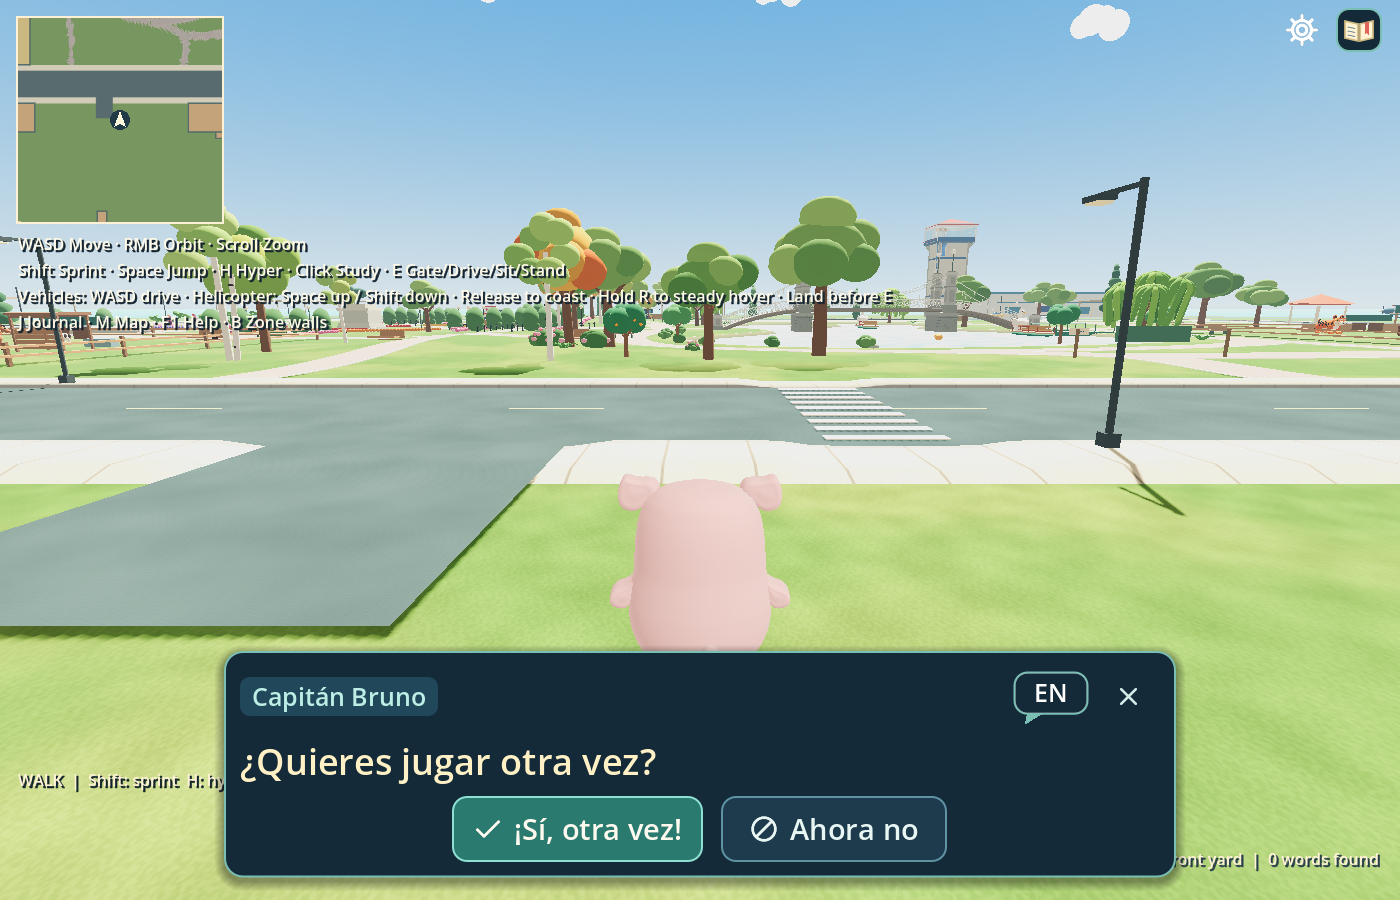 WASD Move · RMB Orbit · Scroll Zoom
Shift Sprint · Space Jump · H Hyper · Click Study · E Gate/Drive/Sit/Stand
Vehicles: WASD drive · Helicopter: Space up / Shift down · Release to coast · Hold R to steady hover · Land before E
J Journal · M Map · F1 Help · B Zone walls
Capitán Bruno
EN
¿Quieres jugar otra vez?
WALK | Shift: sprint H:
¡Sí, otra vez!
Ahora no
yard | 0 words found